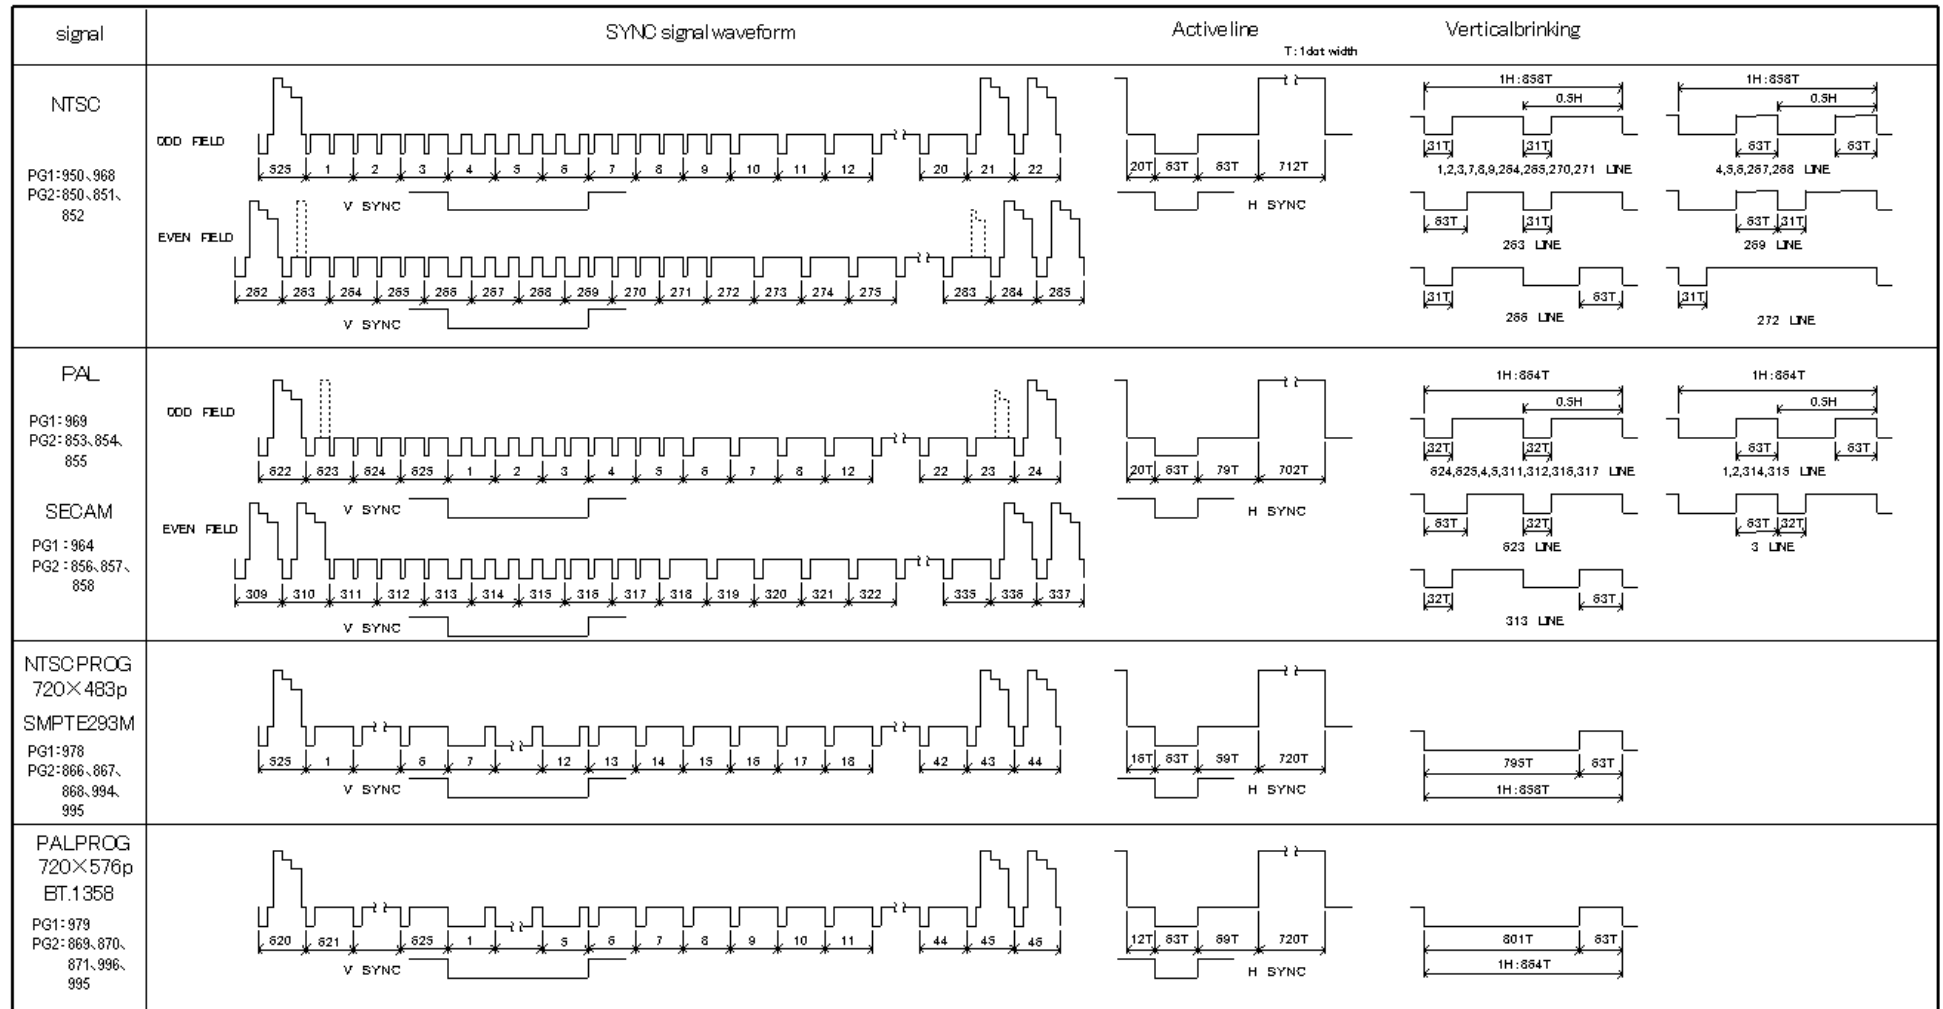 signal
SYNC signal waveform
Active line
T : 1dot width
Verticalbrinking
NTSC
PG1:950、968
PG2:850、851、
852
ODD FIELD
525 1 2 3 4 5 6 7 8 9 10 11 12 20 21 22
V SYNC
EVEN FIELD
262 263 264 265 266 267 268 269 270 271 272 273 274 275 283 284 285
V SYNC
20T 63T 63T 712T
H SYNC
1H:858T
0.5H
31T 31T
1,2,3,7,8,9,264,265,270,271 LINE
1H:858T
0.5H
63T 63T
4,5,6,267,268 LINE
63T 31T
263 LINE
63T 31T
269 LINE
31T 63T
266 LINE
31T
272 LINE
PAL
PG1:969
PG2:853、854、
855
SECAM
PG1:964
PG2:856、857、
858
ODD FIELD
622 623 624 625 1 2 3 4 5 6 7 8 12 22 23 24
V SYNC
EVEN FIELD
309 310 311 312 313 314 315 316 317 318 319 320 321 322 335 336 337
V SYNC
20T 63T 79T 702T
H SYNC
1H:864T
0.5H
32T 32T
624,625,4,5,311,312,316,317 LINE
1H:864T
0.5H
63T 63T
1,2,314,315 LINE
63T 32T
623 LINE
63T 32T
3 LINE
32T 63T
313 LINE
NTSC PROG
720×483p
SMPTE293M
PG1:978
PG2:866、867、
868、994、
995
525 1 6 7 12 13 14 15 16 17 18 42 43 44
V SYNC
16T 63T 59T 720T
H SYNC
795T 63T
1H:858T
PALPROG
720×576p
BT.1358
PG1:979
PG2:869、870、
871、996、
995
620 621 625 1 5 6 7 8 9 10 11 44 45 46
V SYNC
12T 63T 69T 720T
H SYNC
801T 63T
1H:864T